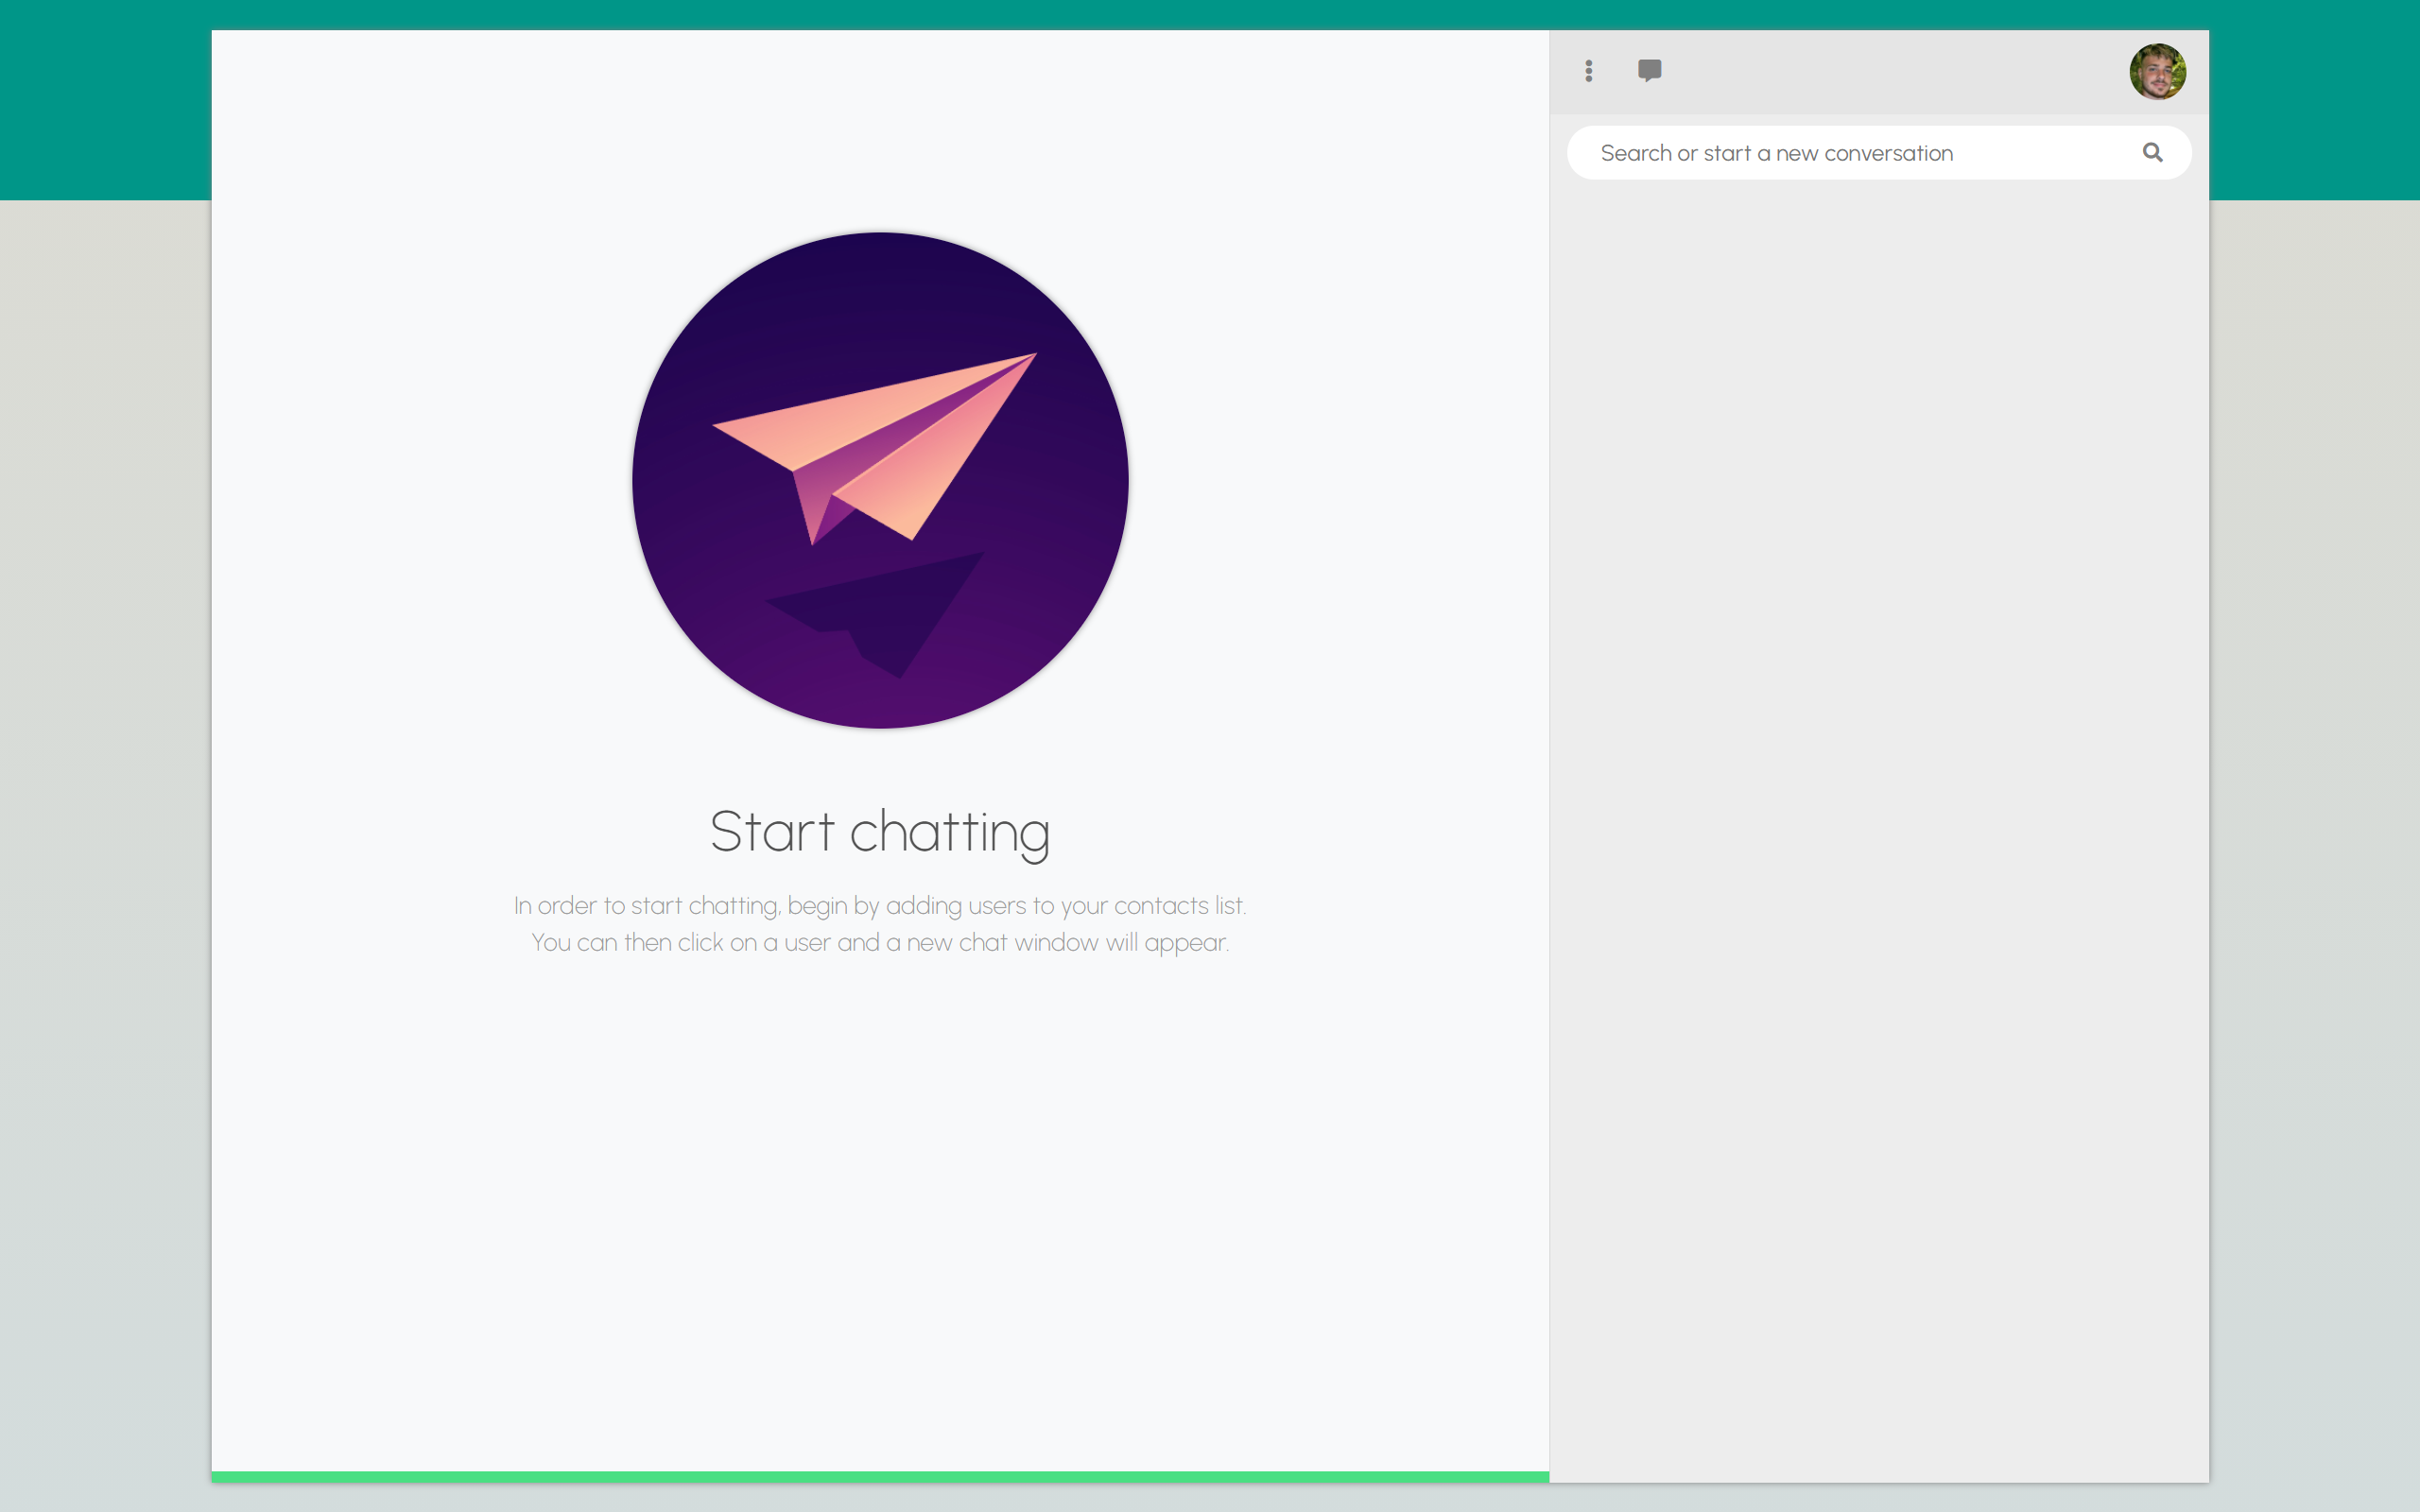 Search or start a new conversation
Start chatting
In order to start chatting, begin by adding users to your contacts list.
You can then click on a user and a new chat window will appear.